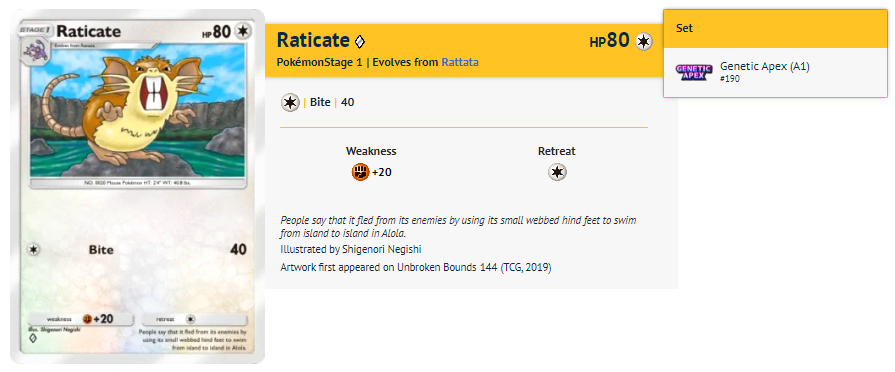 STAGE 1
Raticate
HP 80
Evolves from Rattata
NO. 0020 Mouse Pokémon HT: 2'4" WT: 40.8 lbs.
Bite 40
weakness +20
retreat
Illus. Shigenori Negishi
People say that it fled from its enemies by
using its small webbed hind feet to swim
from island to island in Alola.
Raticate
HP80
PokémonStage 1 | Evolves from Rattata
| Bite | 40
Weakness
+20
Retreat
People say that it fled from its enemies by using its small webbed hind feet to swim
from island to island in Alola.
Illustrated by Shigenori Negishi
Artwork first appeared on Unbroken Bounds 144 (TCG, 2019)
Set
GENETIC
APEX
Genetic Apex (A1)
#190